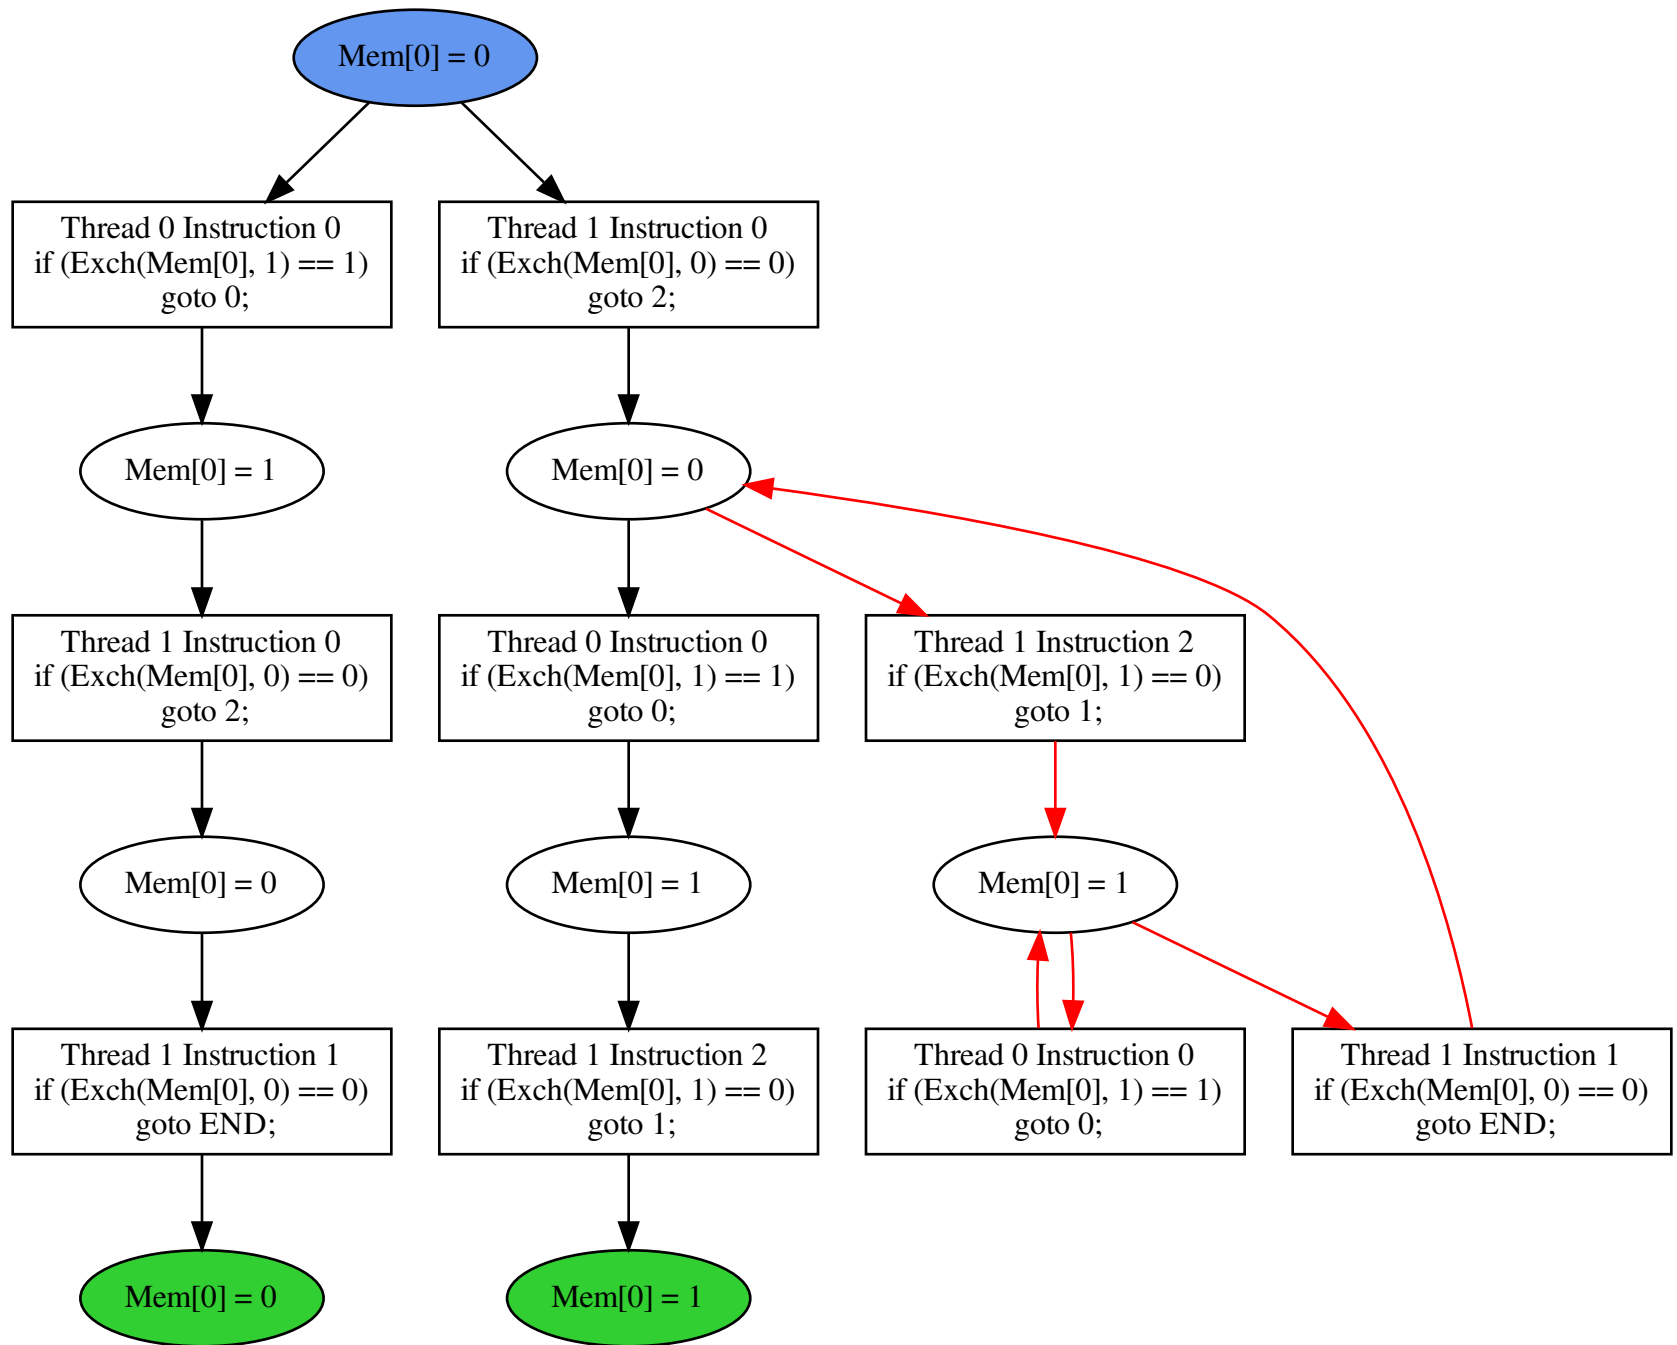 Mem[0] = 0
Thread 0 Instruction 0
if (Exch(Mem[0], 1) == 1)
goto 0;
Thread 1 Instruction 0
if (Exch(Mem[0], 0) == 0)
goto 2;
Mem[0] = 1
Mem[0] = 0
Thread 1 Instruction 0
if (Exch(Mem[0], 0) == 0)
goto 2;
Thread 0 Instruction 0
if (Exch(Mem[0], 1) == 1)
goto 0;
Thread 1 Instruction 2
if (Exch(Mem[0], 1) == 0)
goto 1;
Mem[0] = 0
Mem[0] = 1
Mem[0] = 1
Thread 1 Instruction 1
if (Exch(Mem[0], 0) == 0)
goto END;
Thread 1 Instruction 2
if (Exch(Mem[0], 1) == 0)
goto 1;
Thread 0 Instruction 0
if (Exch(Mem[0], 1) == 1)
goto 0;
Thread 1 Instruction 1
if (Exch(Mem[0], 0) == 0)
goto END;
Mem[0] = 0
Mem[0] = 1